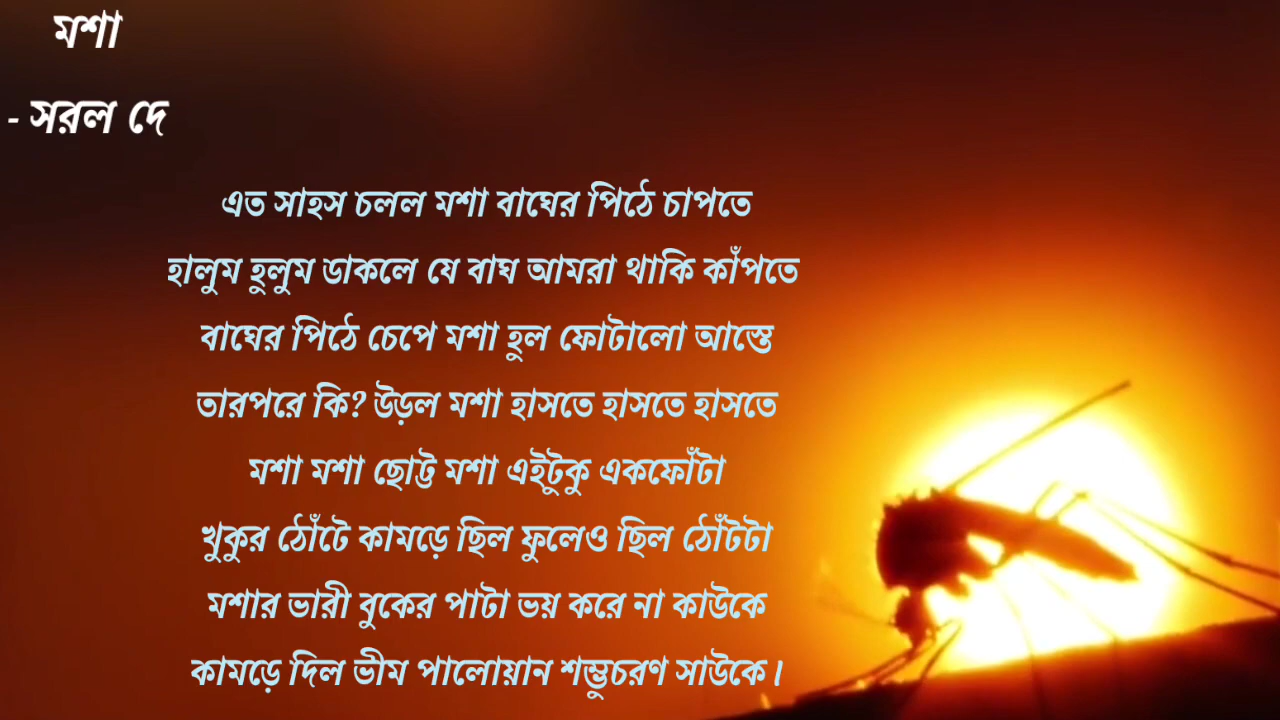 মশা
- সরল দে
এত সাহস চলল মশা বাঘের পিঠে চাপতে
হালুম হুলুম ডাকলে যে বাঘ আমরা থাকি কাঁপতে
বাঘের পিঠে চেপে মশা হুল ফোটালো আস্তে
তারপরে কি? উড়ল মশা হাসতে হাসতে হাসতে
মশা মশা ছোট্ট মশা এইটুকু একফোঁটা
খুকুর ঠোঁটে কামড়ে ছিল ফুলেও ছিল ঠোঁটটা
মশার ভারী বুকের পাটা ভয় করে না কাউকে
কামড়ে দিল ভীম পালোয়ান শম্ভুচরণ সাউকে।